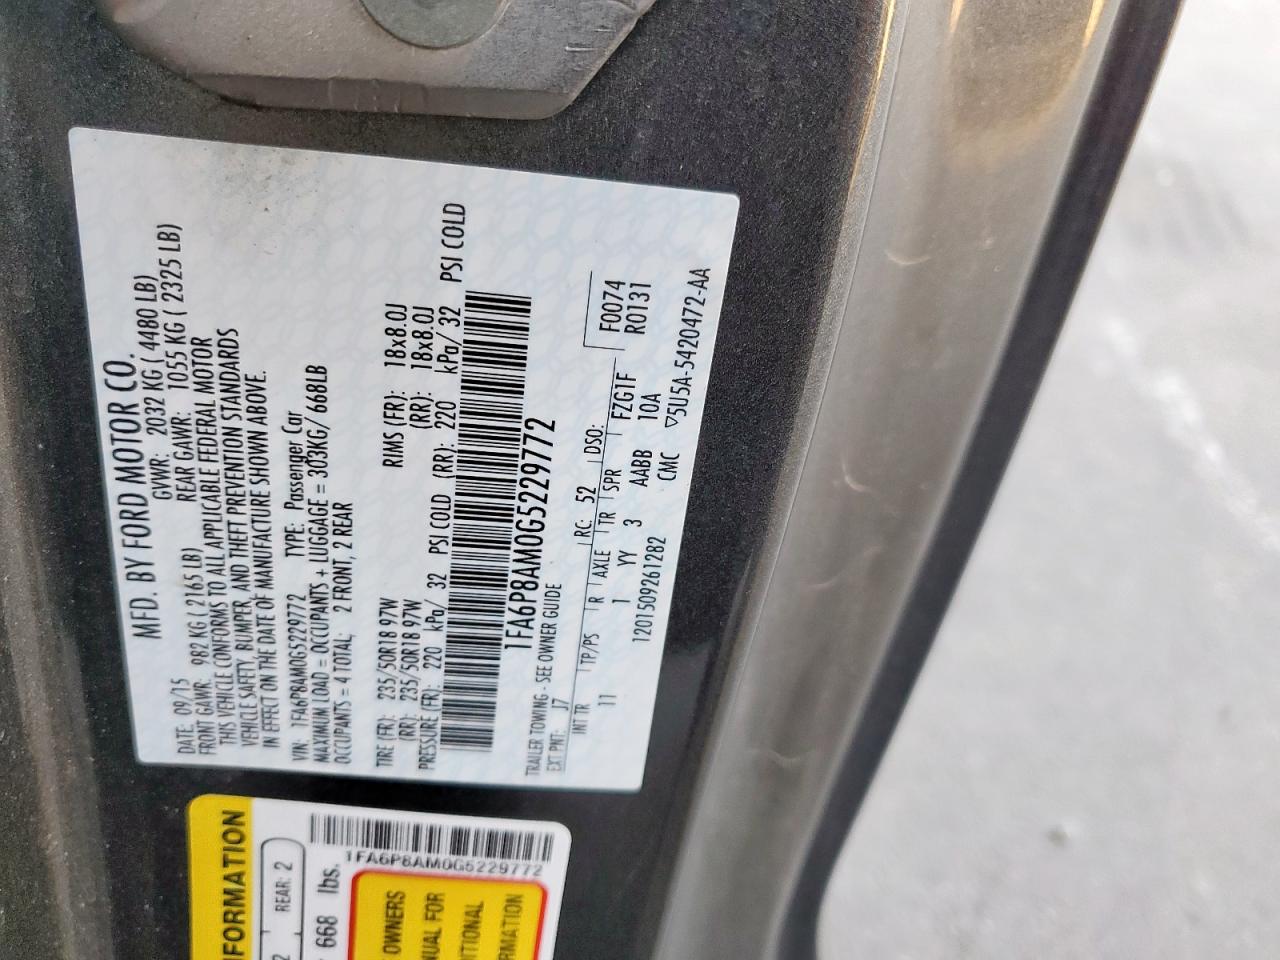 MFD. BY FORD MOTOR CO.
DATE: 09/15 GVWR: 2032 KG ( 4480 LB)
FRONT GAWR: 982 KG ( 2165 LB) REAR GAWR: 1055 KG ( 2325 LB)
THIS VEHICLE CONFORMS TO ALL APPLICABLE FEDERAL MOTOR
VEHICLE SAFETY, BUMPER, AND THEFT PREVENTION STANDARDS
IN EFFECT ON THE DATE OF MANUFACTURE SHOWN ABOVE.
VIN: 1FA6P8AM0G5229772 TYPE: Passenger Car
MAXIMUM LOAD = OCCUPANTS + LUGGAGE = 303KG/ 668LB
OCCUPANTS = 4 TOTAL; 2 FRONT, 2 REAR
TIRE (FR): 235/50R18 97W RIMS (FR): 18x8.0J
(RR): 235/50R18 97W (RR): 18x8.0J
PRESSURE (FR): 220 kPa/ 32 PSI COLD (RR): 220 kPa/ 32 PSI COLD
1FA6P8AM0G5229772
TRAILER TOWING - SEE OWNER GUIDE
EXT PNT: J7 RC: 52 DSO: F0074
INT TR TP/PS R AXLE TR SPR FZG1F R0131
11 1 YY 3 AABB 10A
1201509261282 CMC ▽5U5A-5420472-AA
FORMATION
2 REAR: 2
668 lbs.
1FA6P8AM0G5229772
OWNERS
UAL FOR
ITIONAL
RMATION